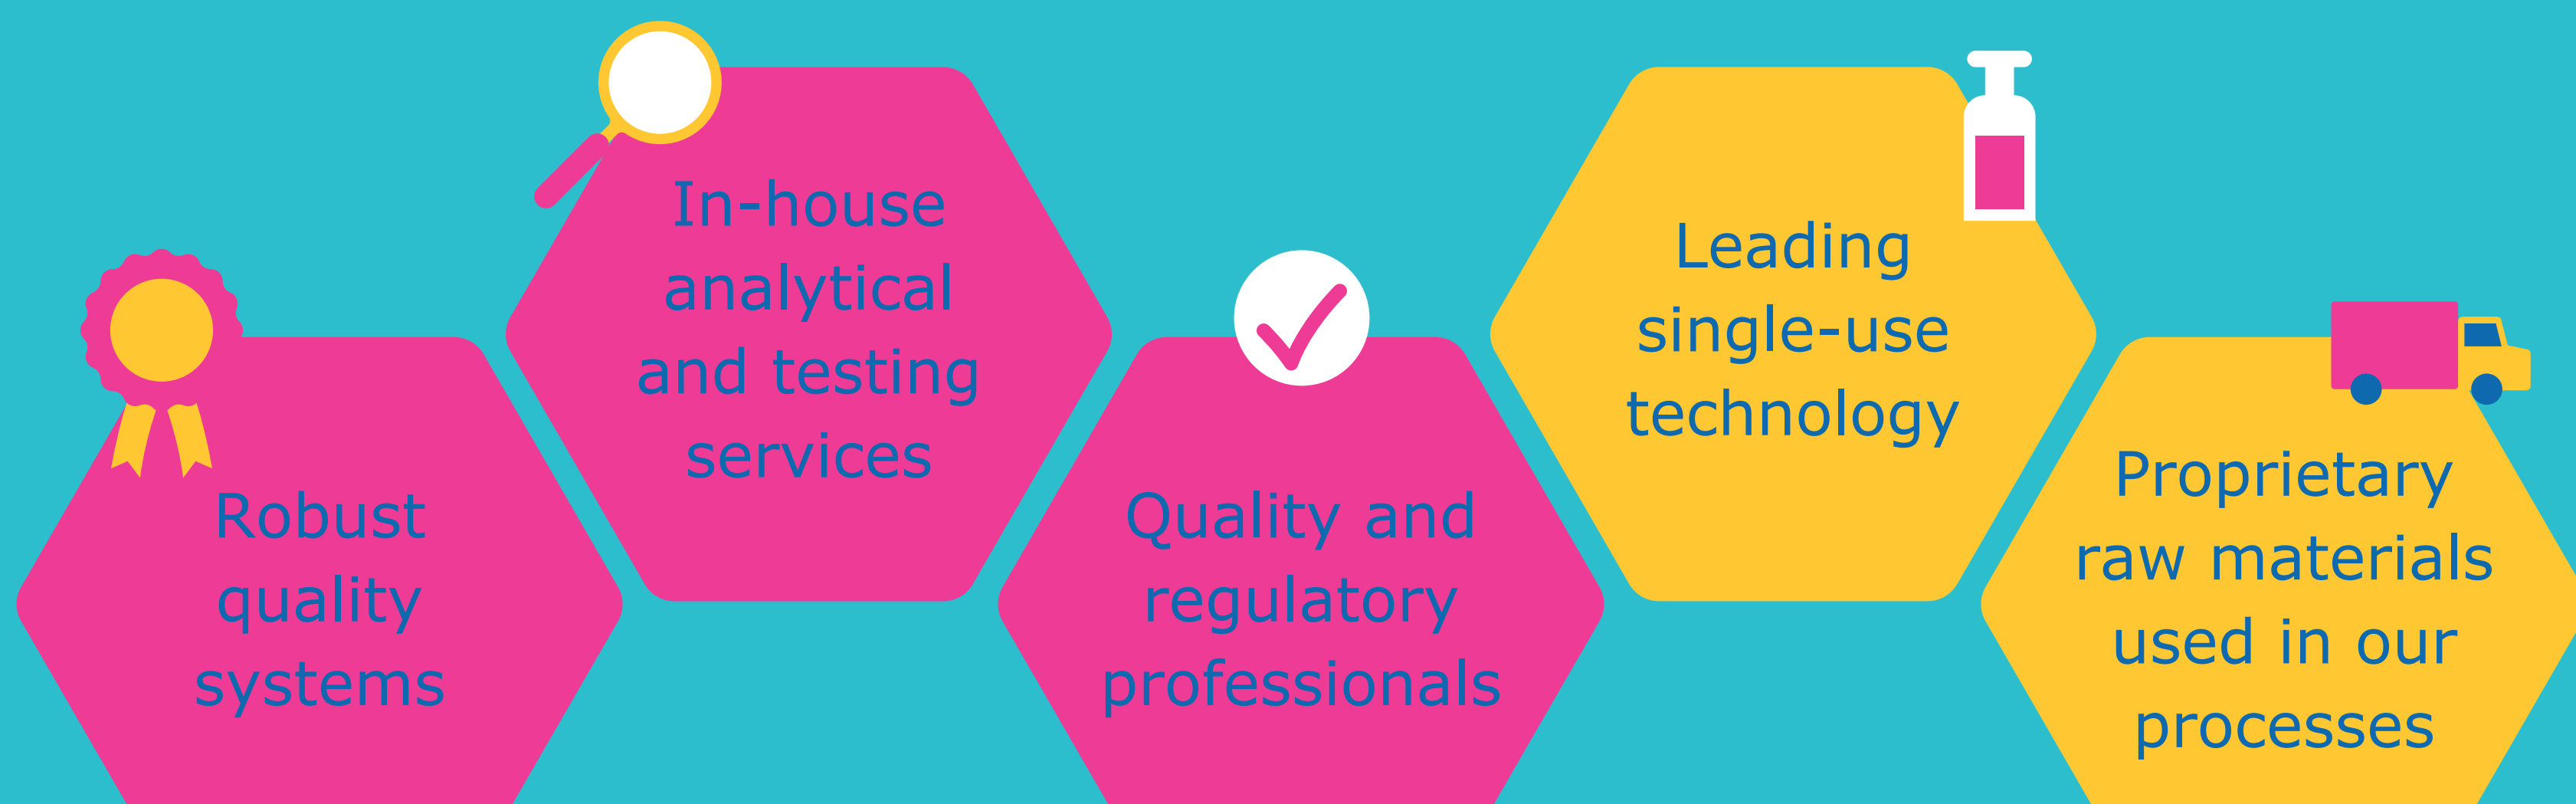 Robust
quality
systems
In-house
analytical
and testing
services
Quality and
regulatory
professionals
Leading
single-use
technology
Proprietary
raw materials
used in our
processes